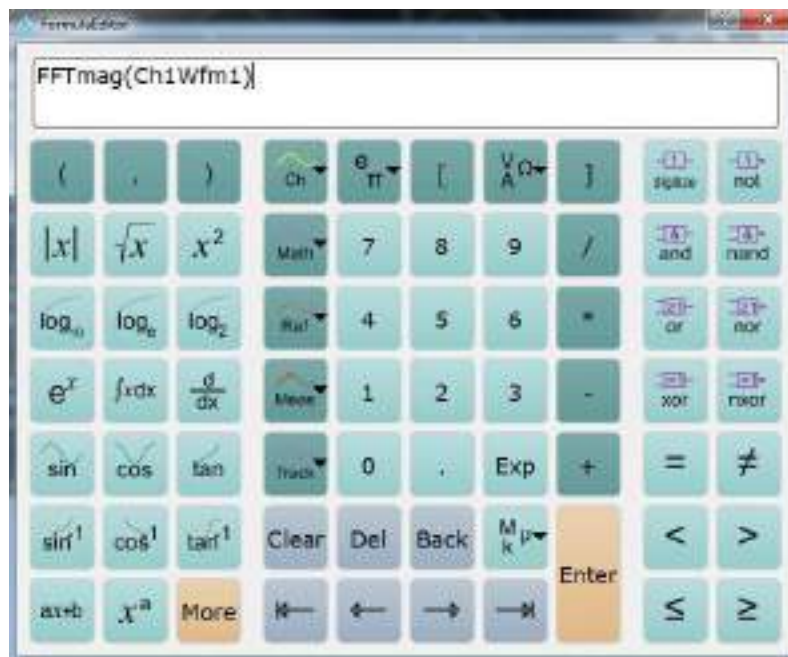 FormulaEditor
FFTmag(Ch1Wfm1)
( , ) Ch e π [ V A Ω ] not
|x| √x x² Math 7 8 9 / and nand
log₁₀ logₑ log₂ Ref 4 5 6 * or nor
eˣ ∫xdx d/dx Meas 1 2 3 - xor nxor
sin cos tan Track 0 . Exp + = ≠
sin⁻¹ cos⁻¹ tan⁻¹ Clear Del Back M k µ Enter < >
ax+b xᵃ More ≤ ≥